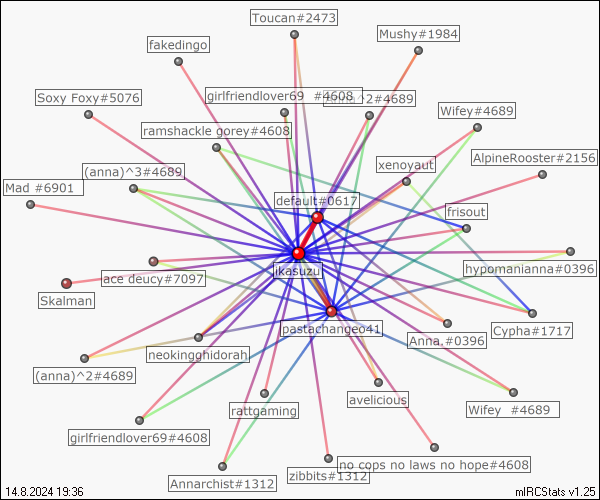 Toucan#2473
Mushy#1984
fakedingo
Soxy Foxy#5076
girlfriendlover69 #4608
^2#4689
Wifey#4689
ramshackle gorey#4608
(anna)^3#4689
xenoyaut
AlpineRooster#2156
Mad #6901
default#0617
frisout
jikasuzu
hypomanianna#0396
ace deucy#7097
Skalman
pastachangeo41
Cypha#1717
Anna.#0396
neokingghidorah
(anna)^2#4689
avelicious
rattgaming
Wifey #4689
girlfriendlover69#4608
no cops no laws no hope#4608
zibbits#1312
Annarchist#1312
14.8.2024 19:36
mIRCStats v1.25